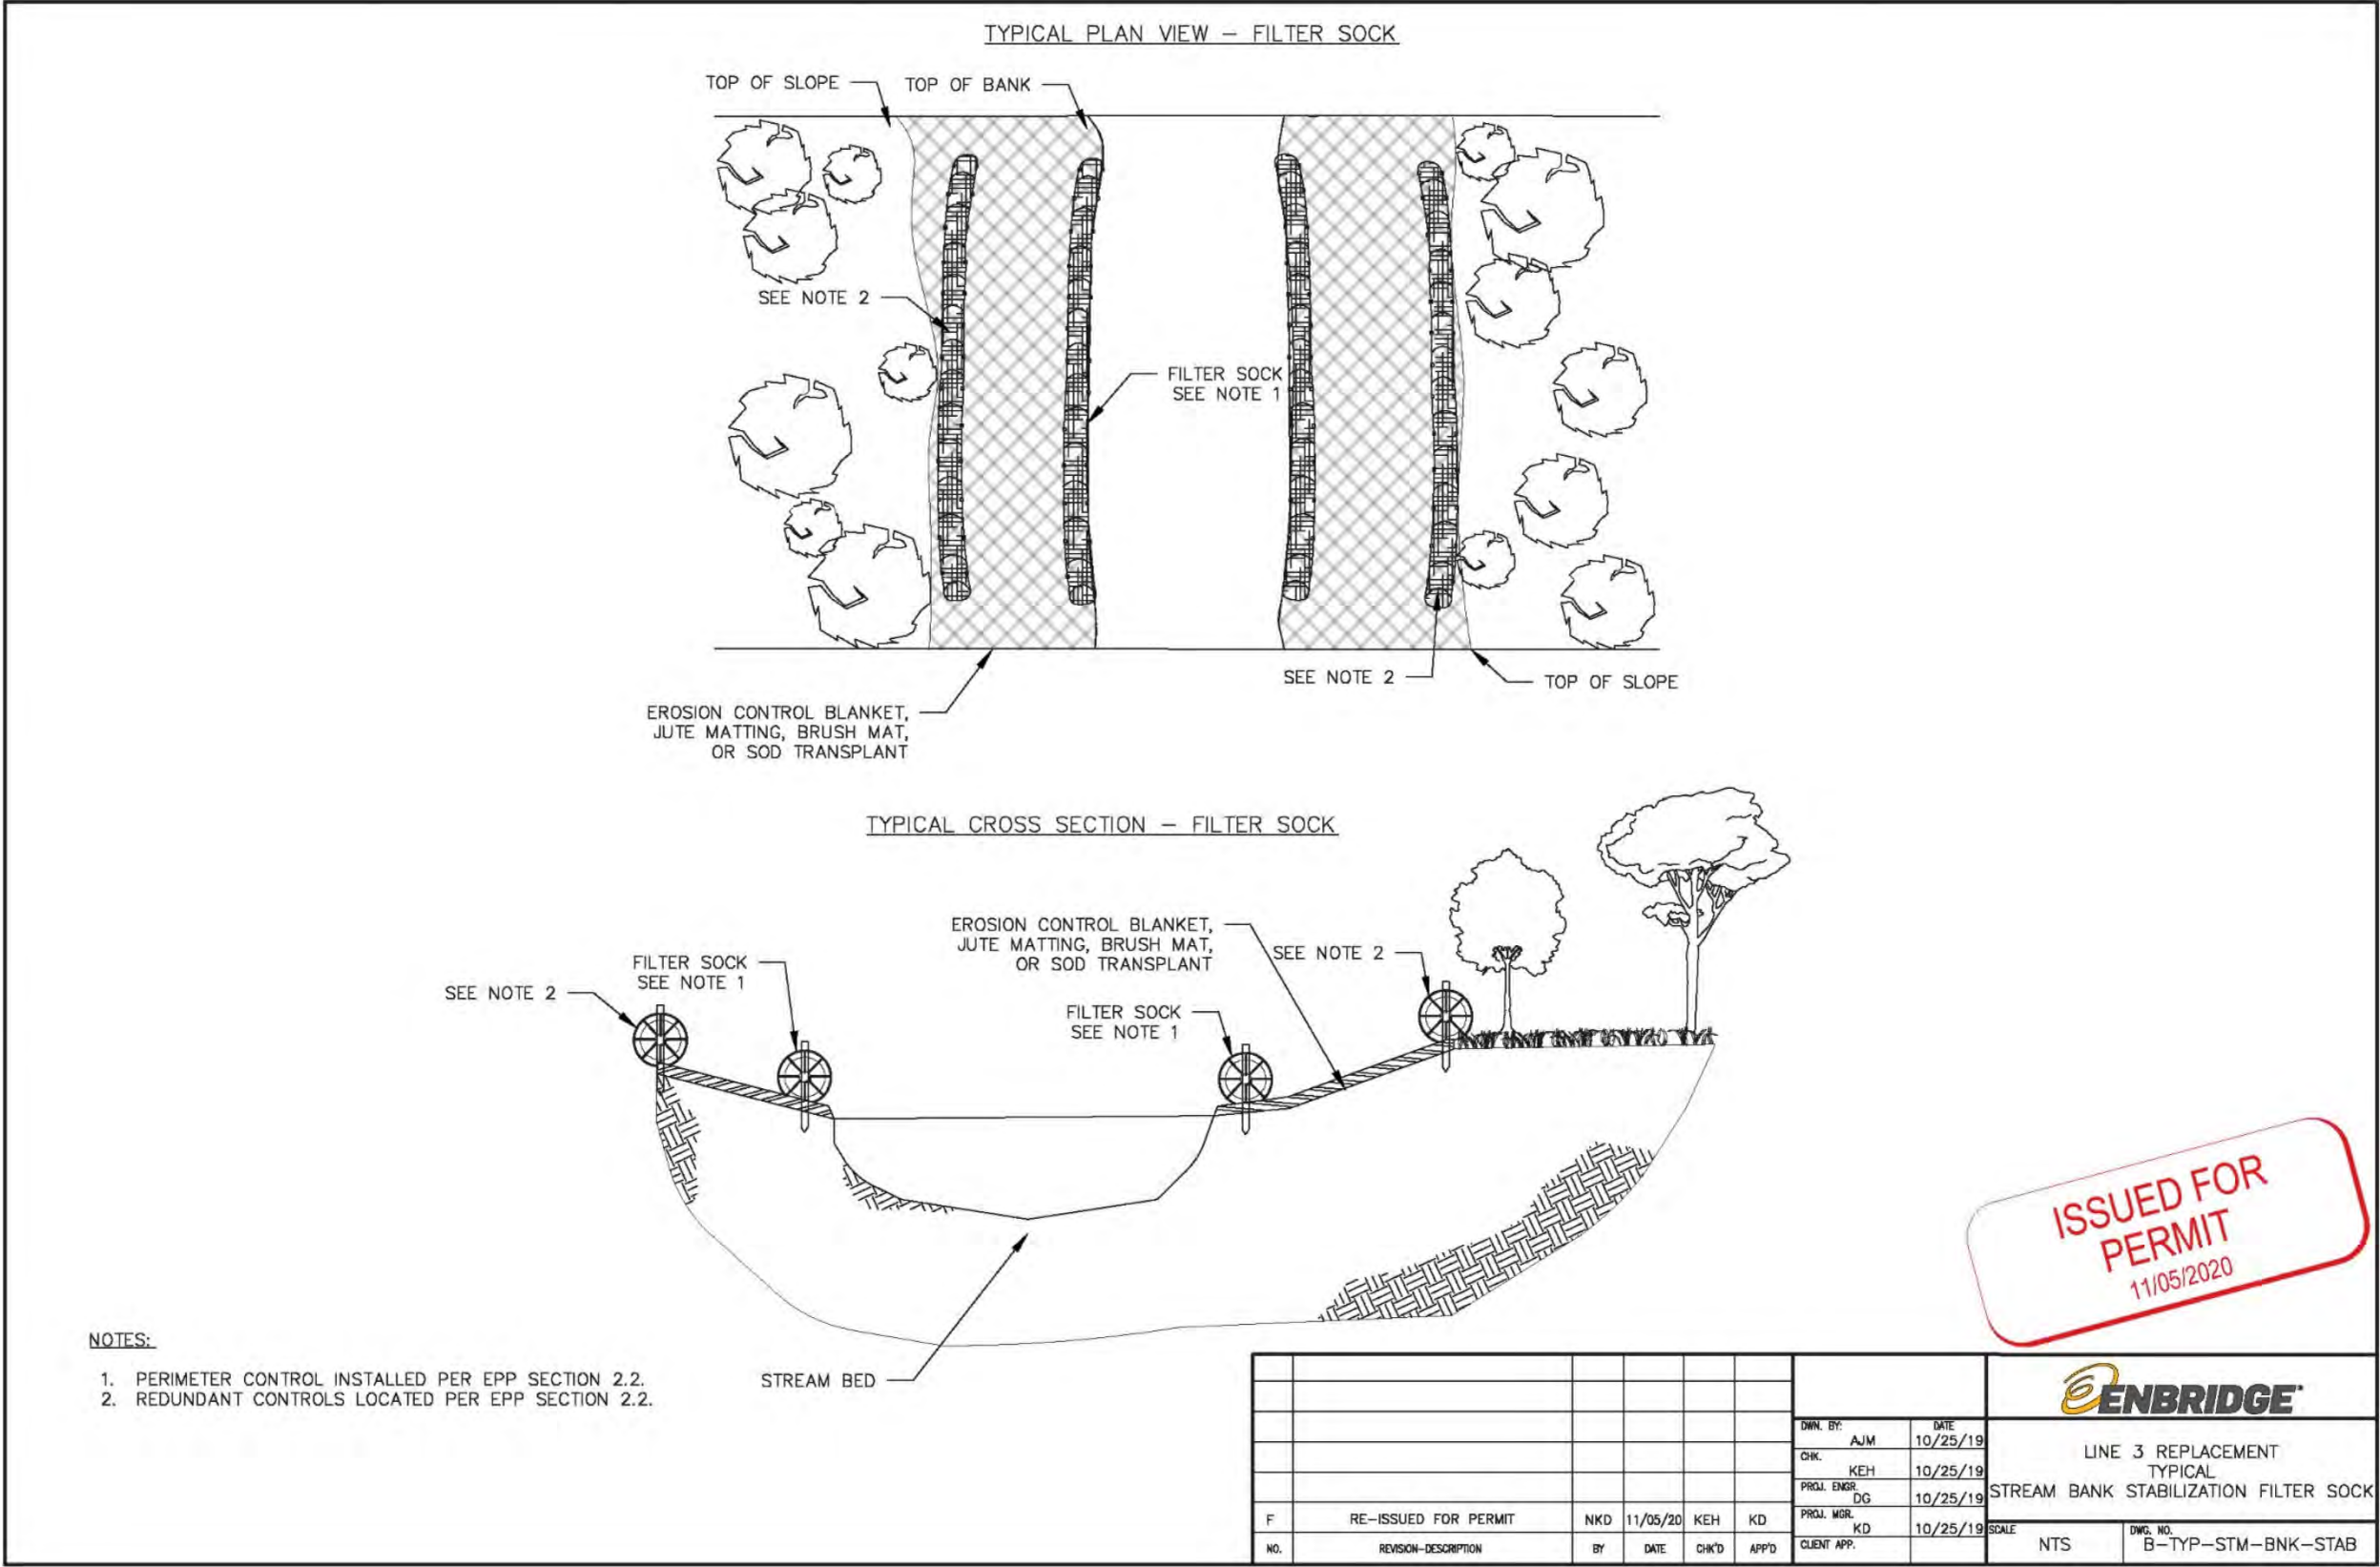 TYPICAL PLAN VIEW – FILTER SOCK
TOP OF SLOPE
TOP OF BANK
SEE NOTE 2
FILTER SOCK
SEE NOTE 1
SEE NOTE 2
TOP OF SLOPE
EROSION CONTROL BLANKET,
JUTE MATTING, BRUSH MAT,
OR SOD TRANSPLANT
TYPICAL CROSS SECTION – FILTER SOCK
SEE NOTE 2
FILTER SOCK
SEE NOTE 1
EROSION CONTROL BLANKET,
JUTE MATTING, BRUSH MAT,
OR SOD TRANSPLANT
FILTER SOCK
SEE NOTE 1
SEE NOTE 2
STREAM BED
NOTES:
1. PERIMETER CONTROL INSTALLED PER EPP SECTION 2.2.
2. REDUNDANT CONTROLS LOCATED PER EPP SECTION 2.2.
ISSUED FOR
PERMIT
11/05/2020
F RE–ISSUED FOR PERMIT NKD 11/05/20 KEH KD
NO. REVISION–DESCRIPTION BY DATE CHK'D APP'D
DWN. BY: DATE
AJM 10/25/19
CHK.
KEH 10/25/19
PROJ. ENGR.
DG 10/25/19
PROJ. MGR.
KD 10/25/19
CLIENT APP.
ENBRIDGE
LINE 3 REPLACEMENT
TYPICAL
STREAM BANK STABILIZATION FILTER SOCK
SCALE
NTS
DWG. NO.
B–TYP–STM–BNK–STAB